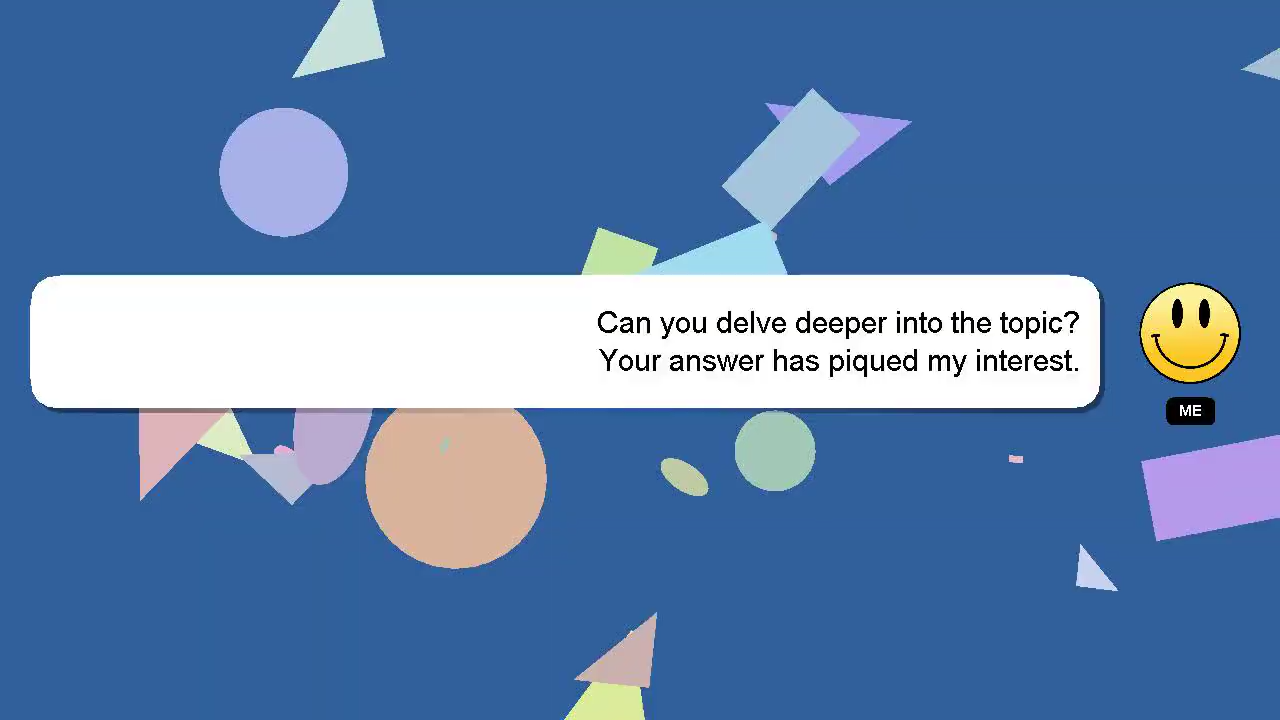 Can you delve deeper into the topic?
Your answer has piqued my interest.
ME